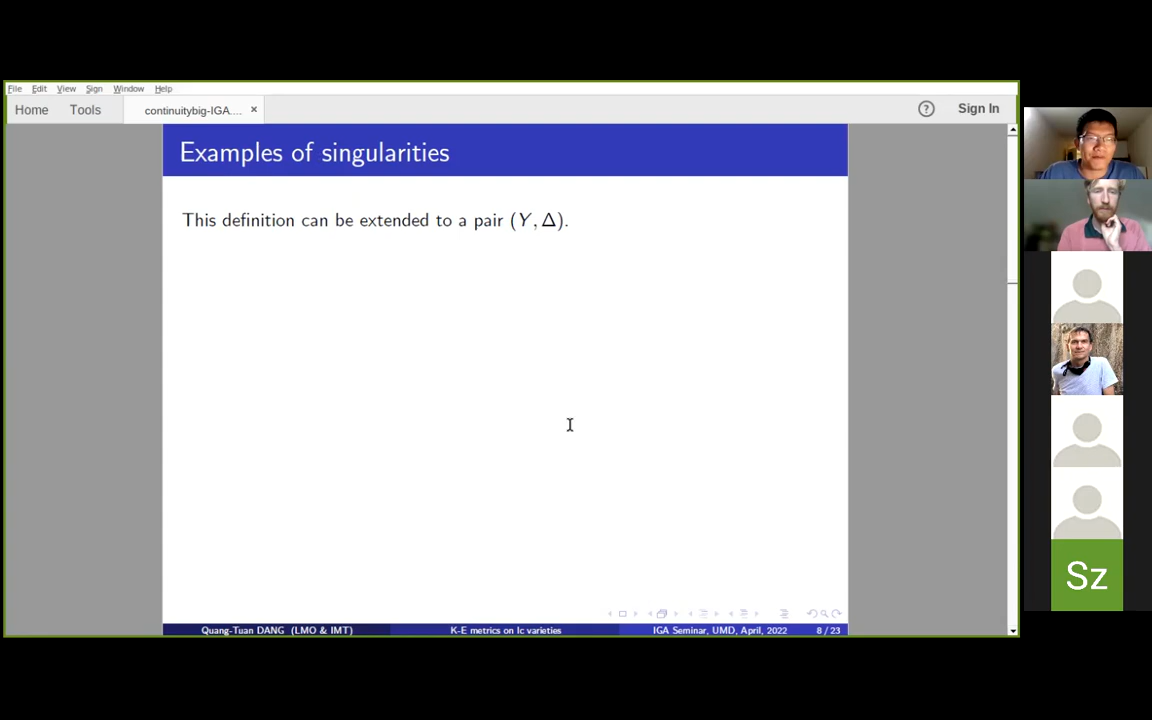 File Edit View Sign Window Help
Home Tools continuitybig-IGA.... × ? Sign In
Examples of singularities
This definition can be extended to a pair (Y, Δ).
Quang-Tuan DANG (LMO & IMT) K-E metrics on lc varieties IGA Seminar, UMD, April, 2022 8 / 23
Sz